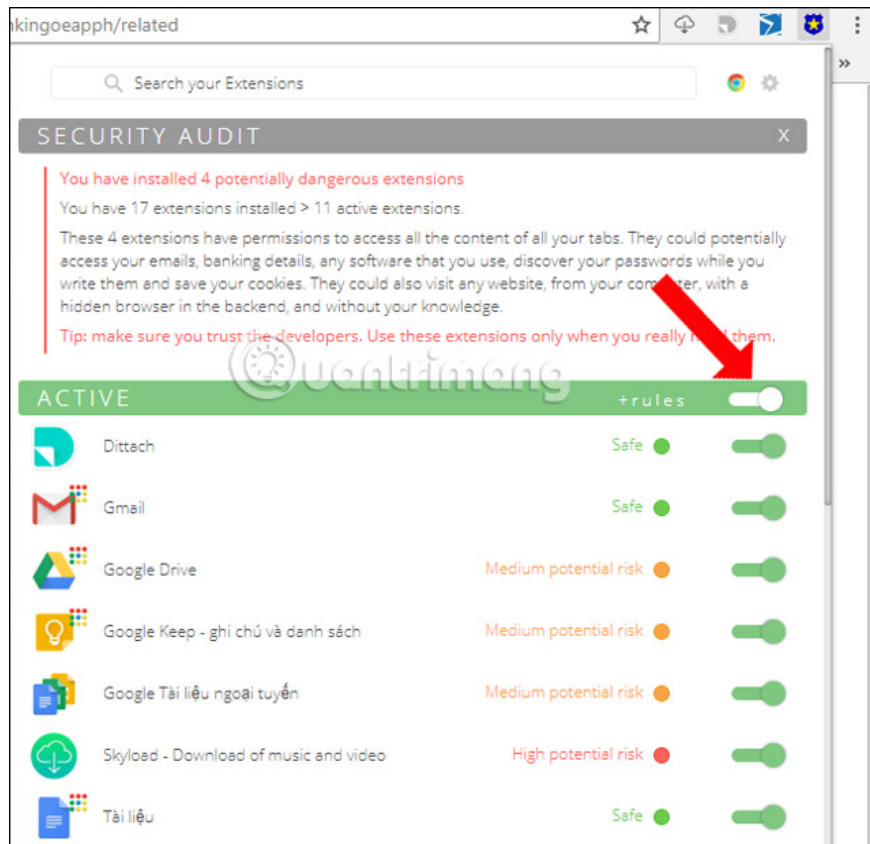 nkingoeapph/related
Search your Extensions
SECURITY AUDIT X
You have installed 4 potentially dangerous extensions
You have 17 extensions installed > 11 active extensions.
These 4 extensions have permissions to access all the content of all your tabs. They could potentially
access your emails, banking details, any software that you use, discover your passwords while you
write them and save your cookies. They could also visit any website, from your computer, with a
hidden browser in the backend, and without your knowledge.
Tip: make sure you trust the developers. Use these extensions only when you really need them.
Quantrimang
ACTIVE +rules
Dittach Safe
Gmail Safe
Google Drive Medium potential risk
Google Keep - ghi chú và danh sách Medium potential risk
Google Tài liệu ngoại tuyến Medium potential risk
Skyload - Download of music and video High potential risk
Tài liệu Safe